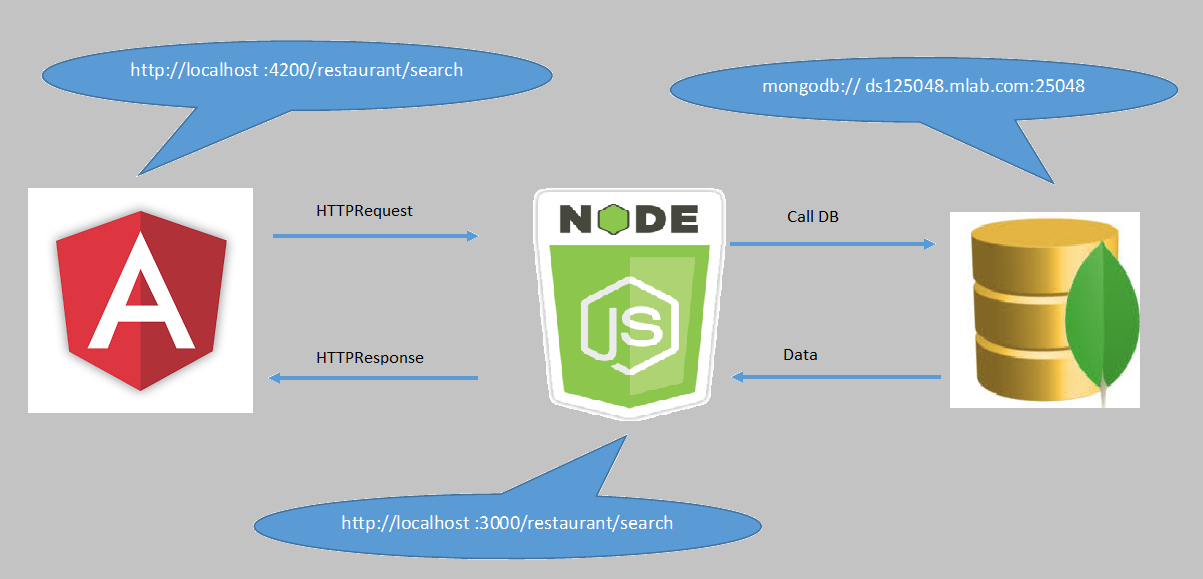 http://localhost :4200/restaurant/search
mongodb:// ds125048.mlab.com:25048
HTTPRequest
NODE
Call DB
A
JS
HTTPResponse
Data
http://localhost :3000/restaurant/search